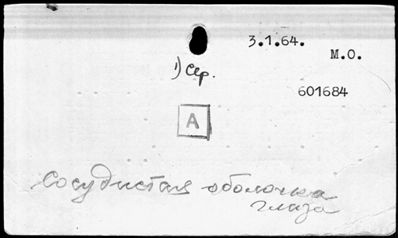 3.1.64.
М.О.
1) Сер.
601684
А
Сосудистая оболочка
глаза